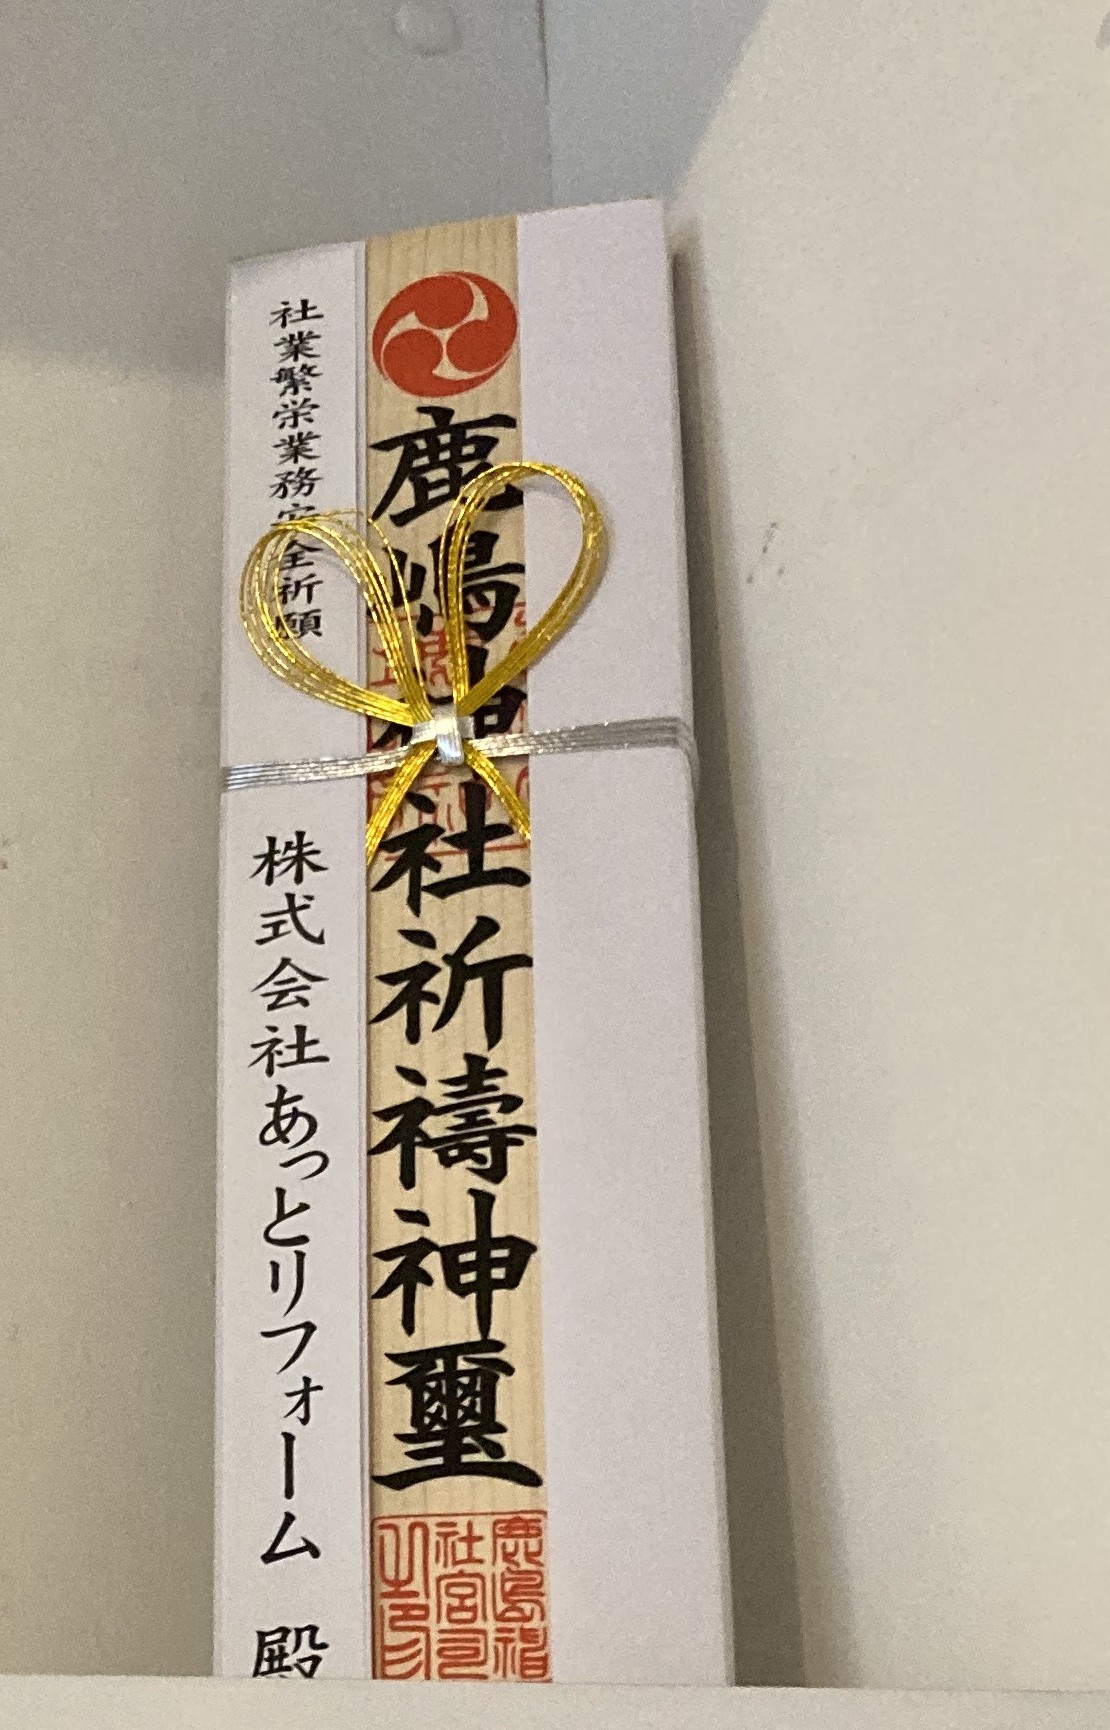 鹿嶋神社祈禱神璽
社業繁栄業務安全祈願
株式会社あっとリフォーム 殿